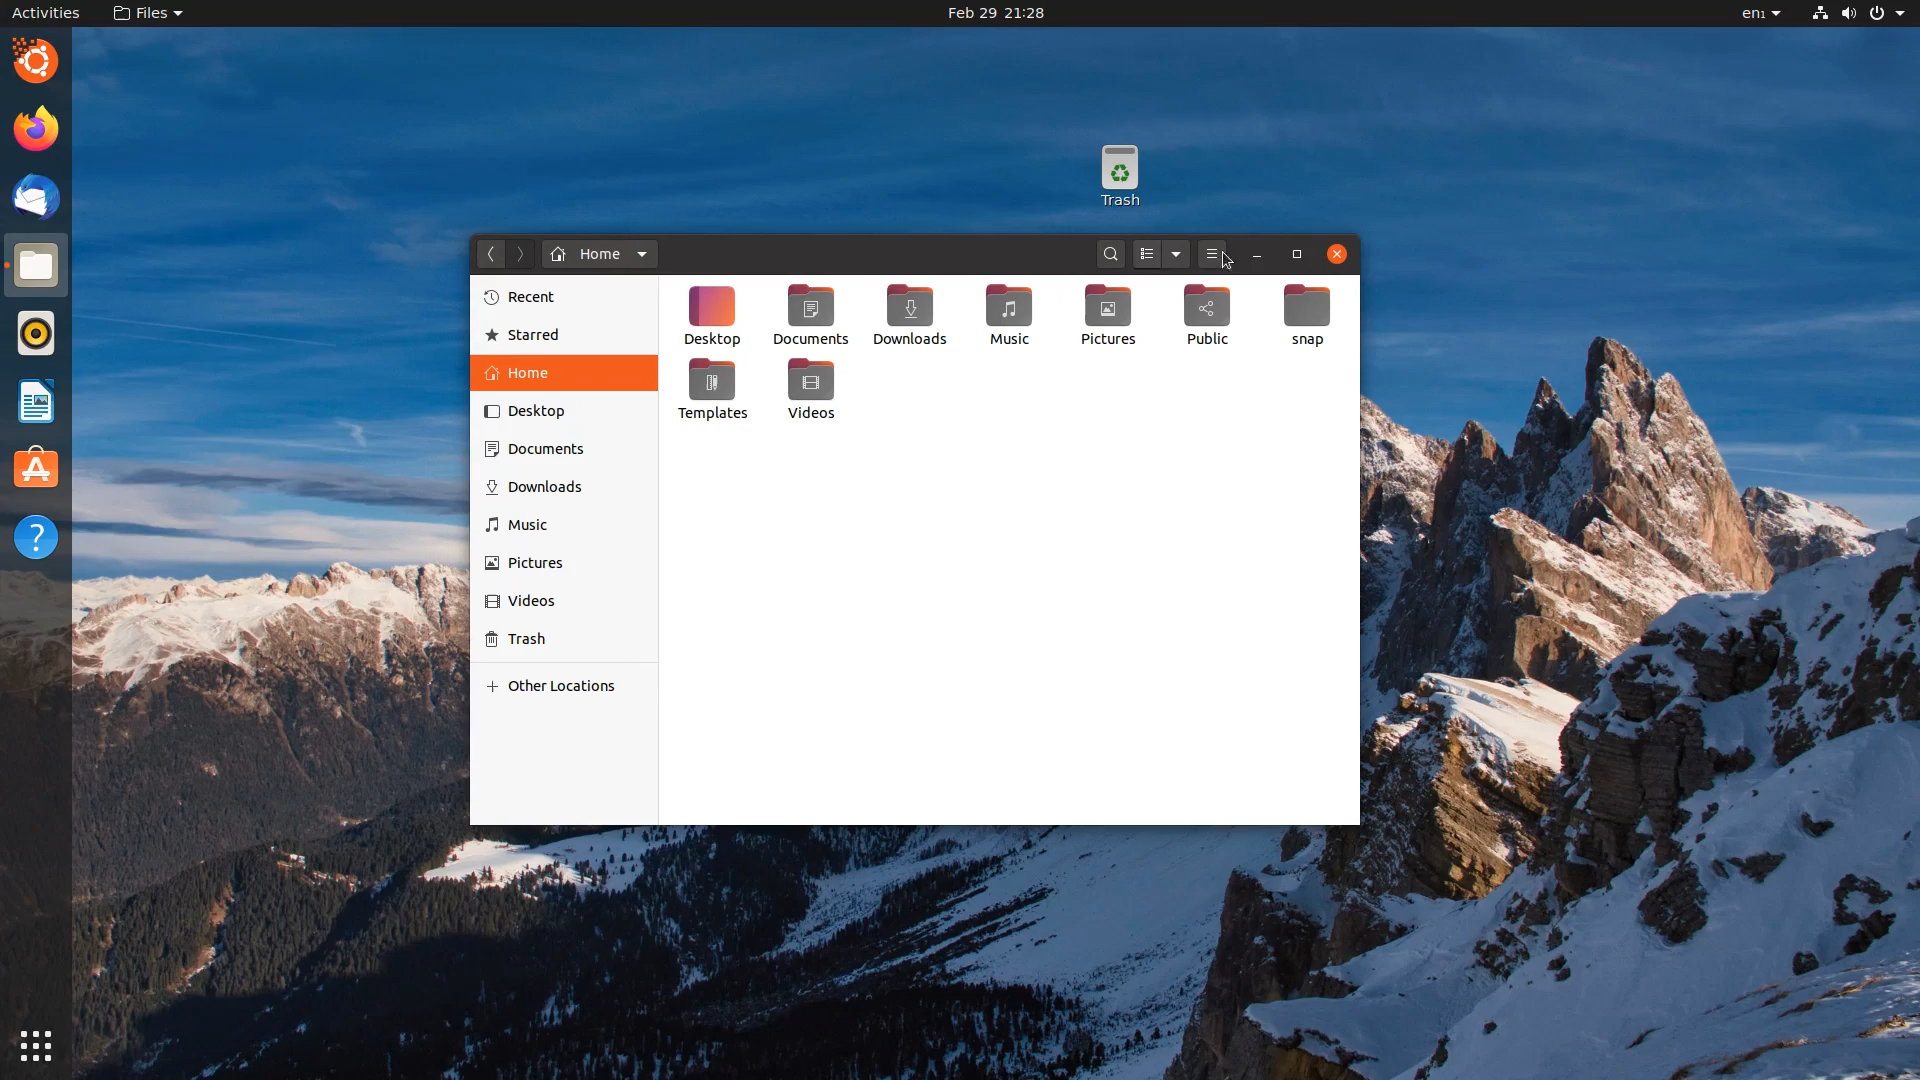 Activities Files Feb 29 21:28 en₁
Trash
Home
Recent
Starred
Home
Desktop
Documents
Downloads
Music
Pictures
Videos
Trash
Other Locations
Desktop Documents Downloads Music Pictures Public snap
Templates Videos